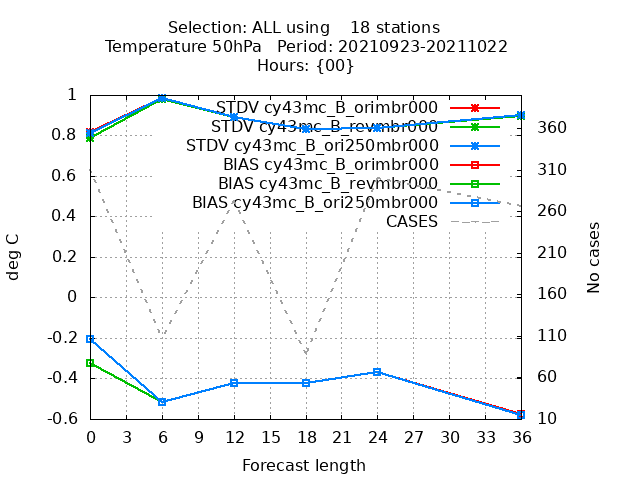 Selection: ALL using    18 stations
Temperature 50hPa   Period: 20210923-20211022
Hours: {00}
STDV cy43mc_B_orimbr000
STDV cy43mc_B_revmbr000
STDV cy43mc_B_ori250mbr000
BIAS cy43mc_B_orimbr000
BIAS cy43mc_B_revmbr000
BIAS cy43mc_B_ori250mbr000
CASES
1
0.8
0.6
0.4
0.2
0
-0.2
-0.4
-0.6
deg C
360
310
260
210
160
110
60
10
No cases
0 3 6 9 12 15 18 21 24 27 30 33 36
Forecast length